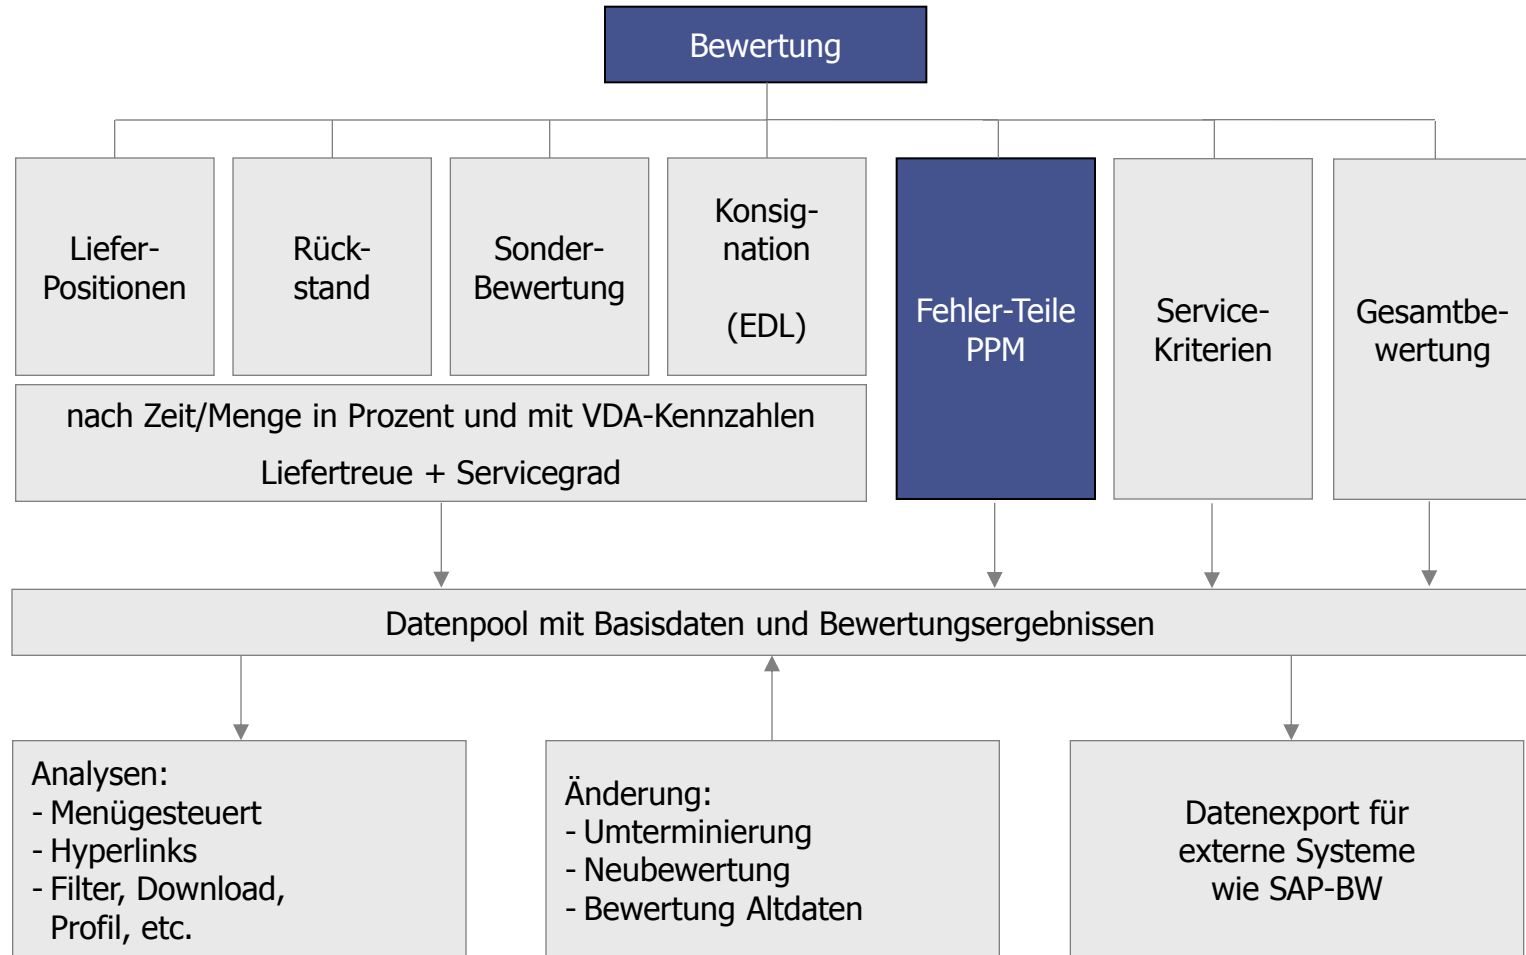 Bewertung
Liefer-
Positionen
Rück-
stand
Sonder-
Bewertung
Konsig-
nation
(EDL)
Fehler-Teile
PPM
Service-
Kriterien
Gesamtbe-
wertung
nach Zeit/Menge in Prozent und mit VDA-Kennzahlen
Liefertreue + Servicegrad
Datenpool mit Basisdaten und Bewertungsergebnissen
Analysen:
- Menügesteuert
- Hyperlinks
- Filter, Download,
Profil, etc.
Änderung:
- Umterminierung
- Neubewertung
- Bewertung Altdaten
Datenexport für
externe Systeme
wie SAP-BW